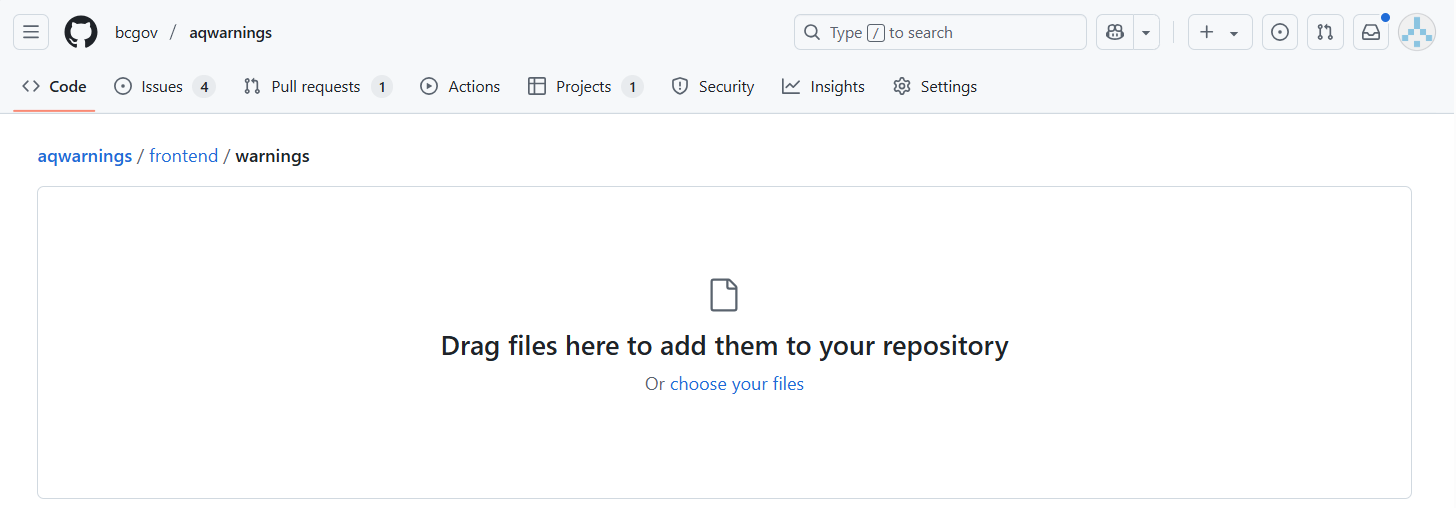 bcgov / aqwarnings Type / to search
Code Issues 4 Pull requests 1 Actions Projects 1 Security Insights Settings
aqwarnings / frontend / warnings
Drag files here to add them to your repository
Or choose your files